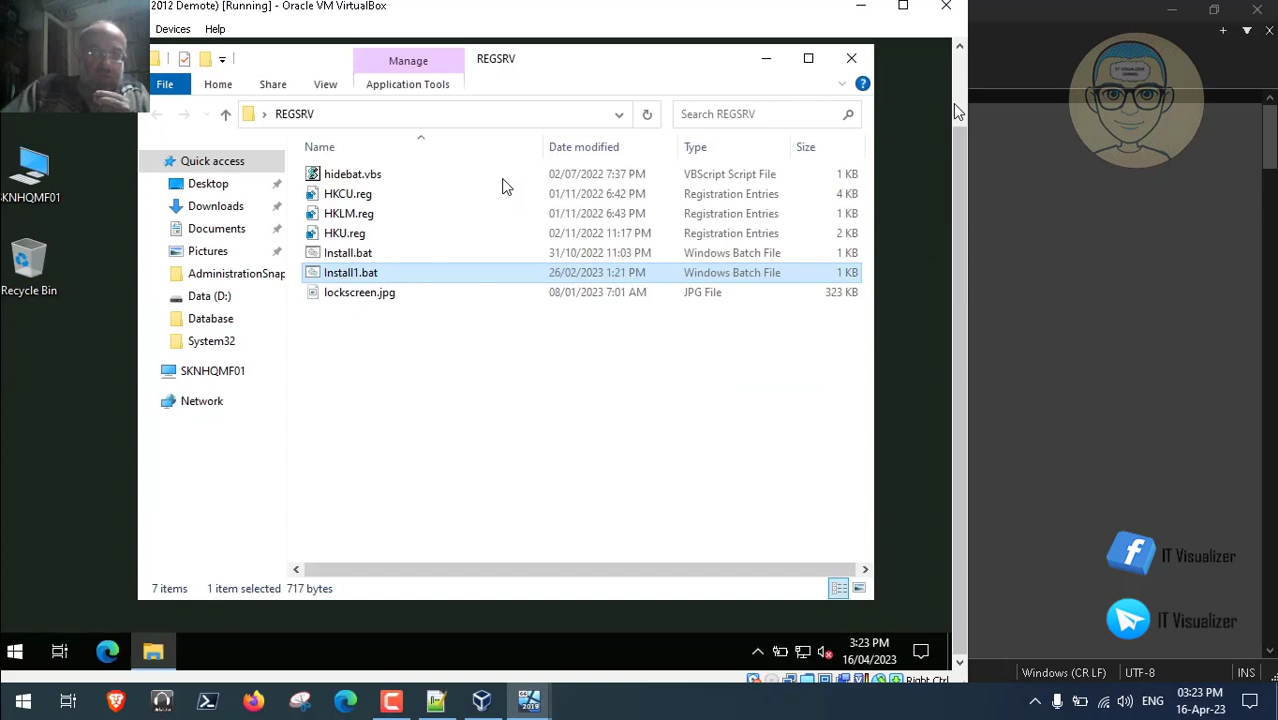 2012 Demote) [Running] - Oracle VM VirtualBox
Devices Help
Manage REGSRV
File Home Share View Application Tools
REGSRV Search REGSRV
Name Date modified Type Size
Quick access
Desktop
Downloads
Documents
Pictures
AdministrationSnap
Data (D:)
Database
System32
SKNHQMF01
Network
hidebat.vbs 02/07/2022 7:37 PM VBScript Script File 1 KB
HKCU.reg 01/11/2022 6:42 PM Registration Entries 4 KB
HKLM.reg 01/11/2022 6:43 PM Registration Entries 1 KB
HKU.reg 02/11/2022 11:17 PM Registration Entries 2 KB
Install.bat 31/10/2022 11:03 PM Windows Batch File 1 KB
Install1.bat 26/02/2023 1:21 PM Windows Batch File 1 KB
lockscreen.jpg 08/01/2023 7:01 AM JPG File 323 KB
7 items 1 item selected 717 bytes
SKNHQMF01
Recycle Bin
3:23 PM
16/04/2023
Right Ctrl
IT Visualizer
IT Visualizer
Windows (CR LF) UTF-8 INS
2019
ENG
03:23 PM
16-Apr-23